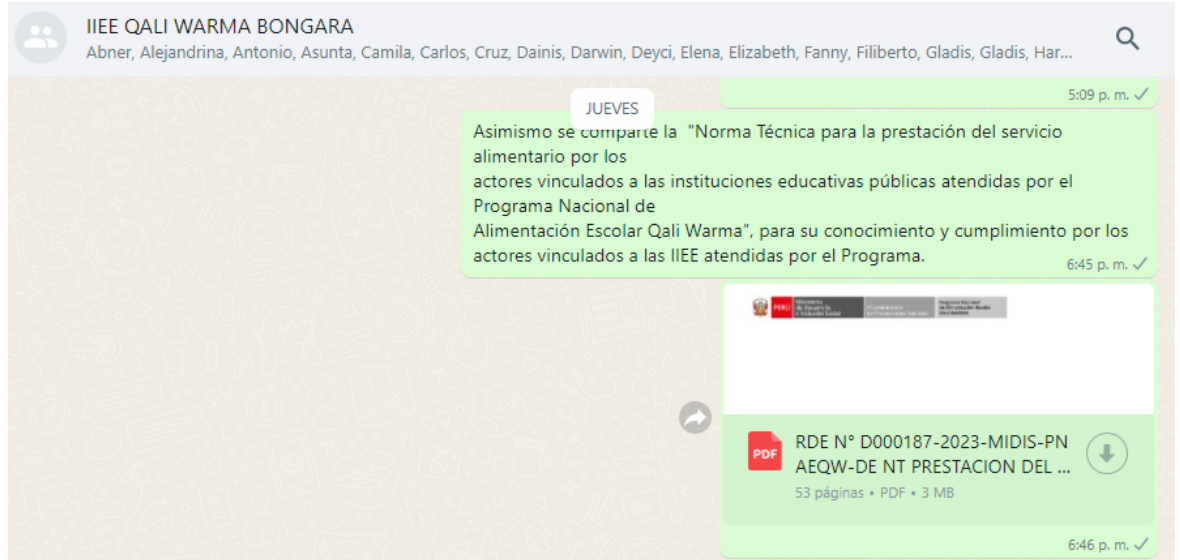 IIEE QALI WARMA BONGARA
Abner, Alejandrina, Antonio, Asunta, Camila, Carlos, Cruz, Dainis, Darwin, Deyci, Elena, Elizabeth, Fanny, Filiberto, Gladis, Gladis, Har...
5:09 p. m.
JUEVES
Asimismo se comparte la "Norma Técnica para la prestación del servicio
alimentario por los
actores vinculados a las instituciones educativas públicas atendidas por el
Programa Nacional de
Alimentación Escolar Qali Warma", para su conocimiento y cumplimiento por los
actores vinculados a las IIEE atendidas por el Programa.
6:45 p. m.
PERÚ
PDF
RDE N° D000187-2023-MIDIS-PN
AEQW-DE NT PRESTACION DEL ...
53 páginas • PDF • 3 MB
6:46 p. m.